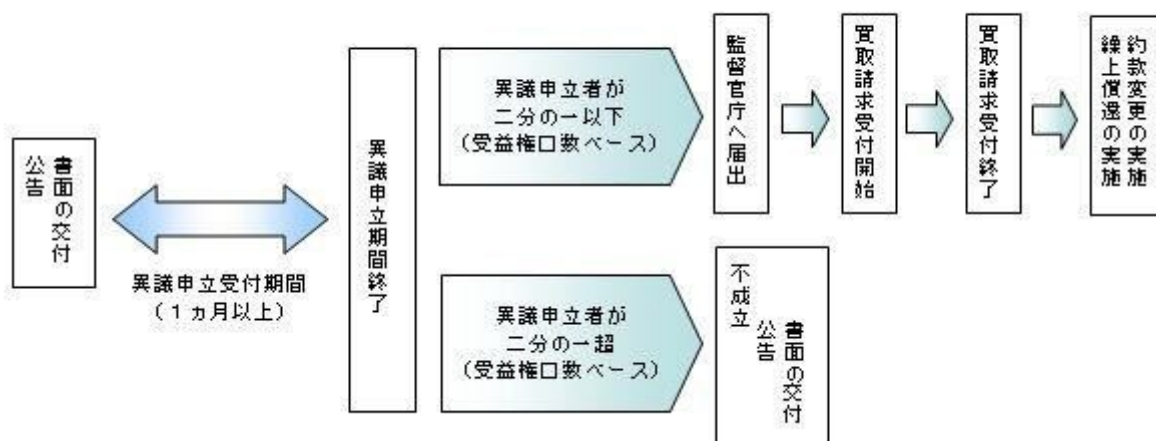 書面の交付
公告
異議申立受付期間
（１ヵ月以上）
異議申立期間終了
異議申立者が
二分の一以下
（受益権口数ベース）
監督官庁へ届出
買取請求受付開始
買取請求受付終了
約款変更の実施
繰上償還の実施
異議申立者が
二分の一超
（受益権口数ベース）
不成立
書面の交付
公告